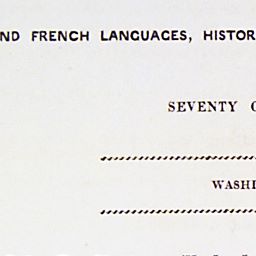 ND FRENCH LANGUAGES, HISTOR
SEVENTY
WASHI